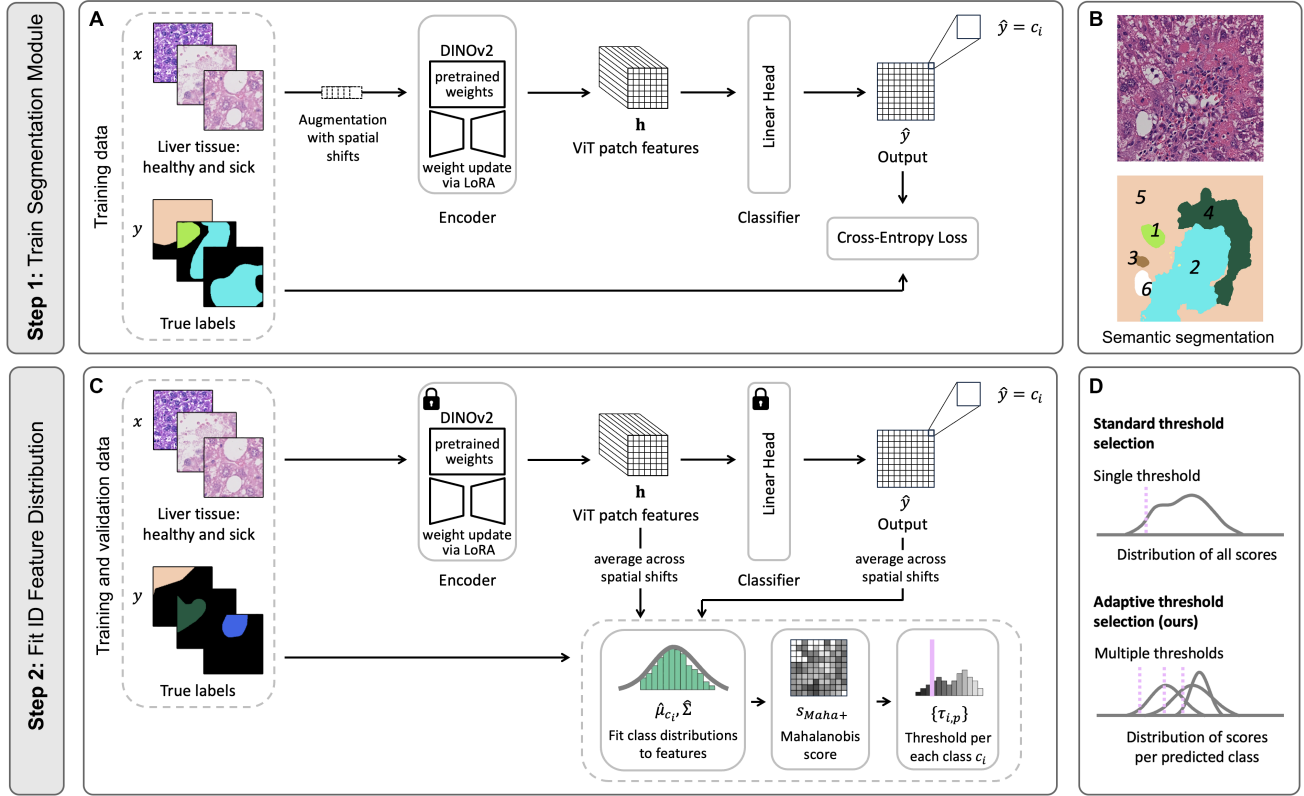 Step 1: Train Segmentation Module
A
Training data
x
Liver tissue:
healthy and sick
y
True labels
Augmentation
with spatial
shifts
DINOv2
pretrained
weights
weight update
via LoRA
Encoder
h
ViT patch features
Linear Head
Classifier
ŷ = cᵢ
ŷ
Output
Cross-Entropy Loss
B
5
4
1
3
2
6
Semantic segmentation
Step 2: Fit ID Feature Distribution
C
Training and validation data
x
Liver tissue:
healthy and sick
y
True labels
DINOv2
pretrained
weights
weight update
via LoRA
Encoder
h
ViT patch features
average across
spatial shifts
Linear Head
Classifier
ŷ = cᵢ
ŷ
Output
average across
spatial shifts
μ̂_{cᵢ}, Σ̂
Fit class distributions
to features
s_{Maha+}
Mahalanobis
score
{τ_{i,p}}
Threshold per
each class cᵢ
D
Standard threshold
selection
Single threshold
Distribution of all scores
Adaptive threshold
selection (ours)
Multiple thresholds
Distribution of scores
per predicted class